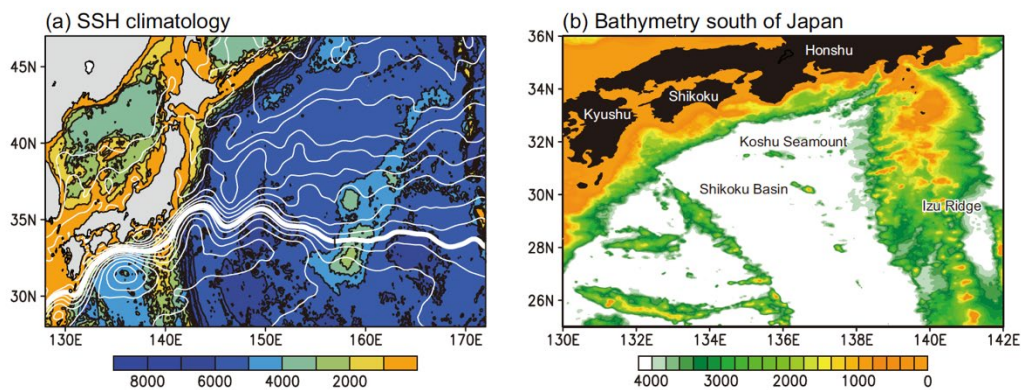 (a) SSH climatology
45N
40N
35N
30N
130E 140E 150E 160E 170E
8000 6000 4000 2000
(b) Bathymetry south of Japan
36N
34N
32N
30N
28N
26N
Honshu
Shikoku
Kyushu
Koshu Seamount
Shikoku Basin
Izu Ridge
130E 132E 134E 136E 138E 140E 142E
4000 3000 2000 1000 0